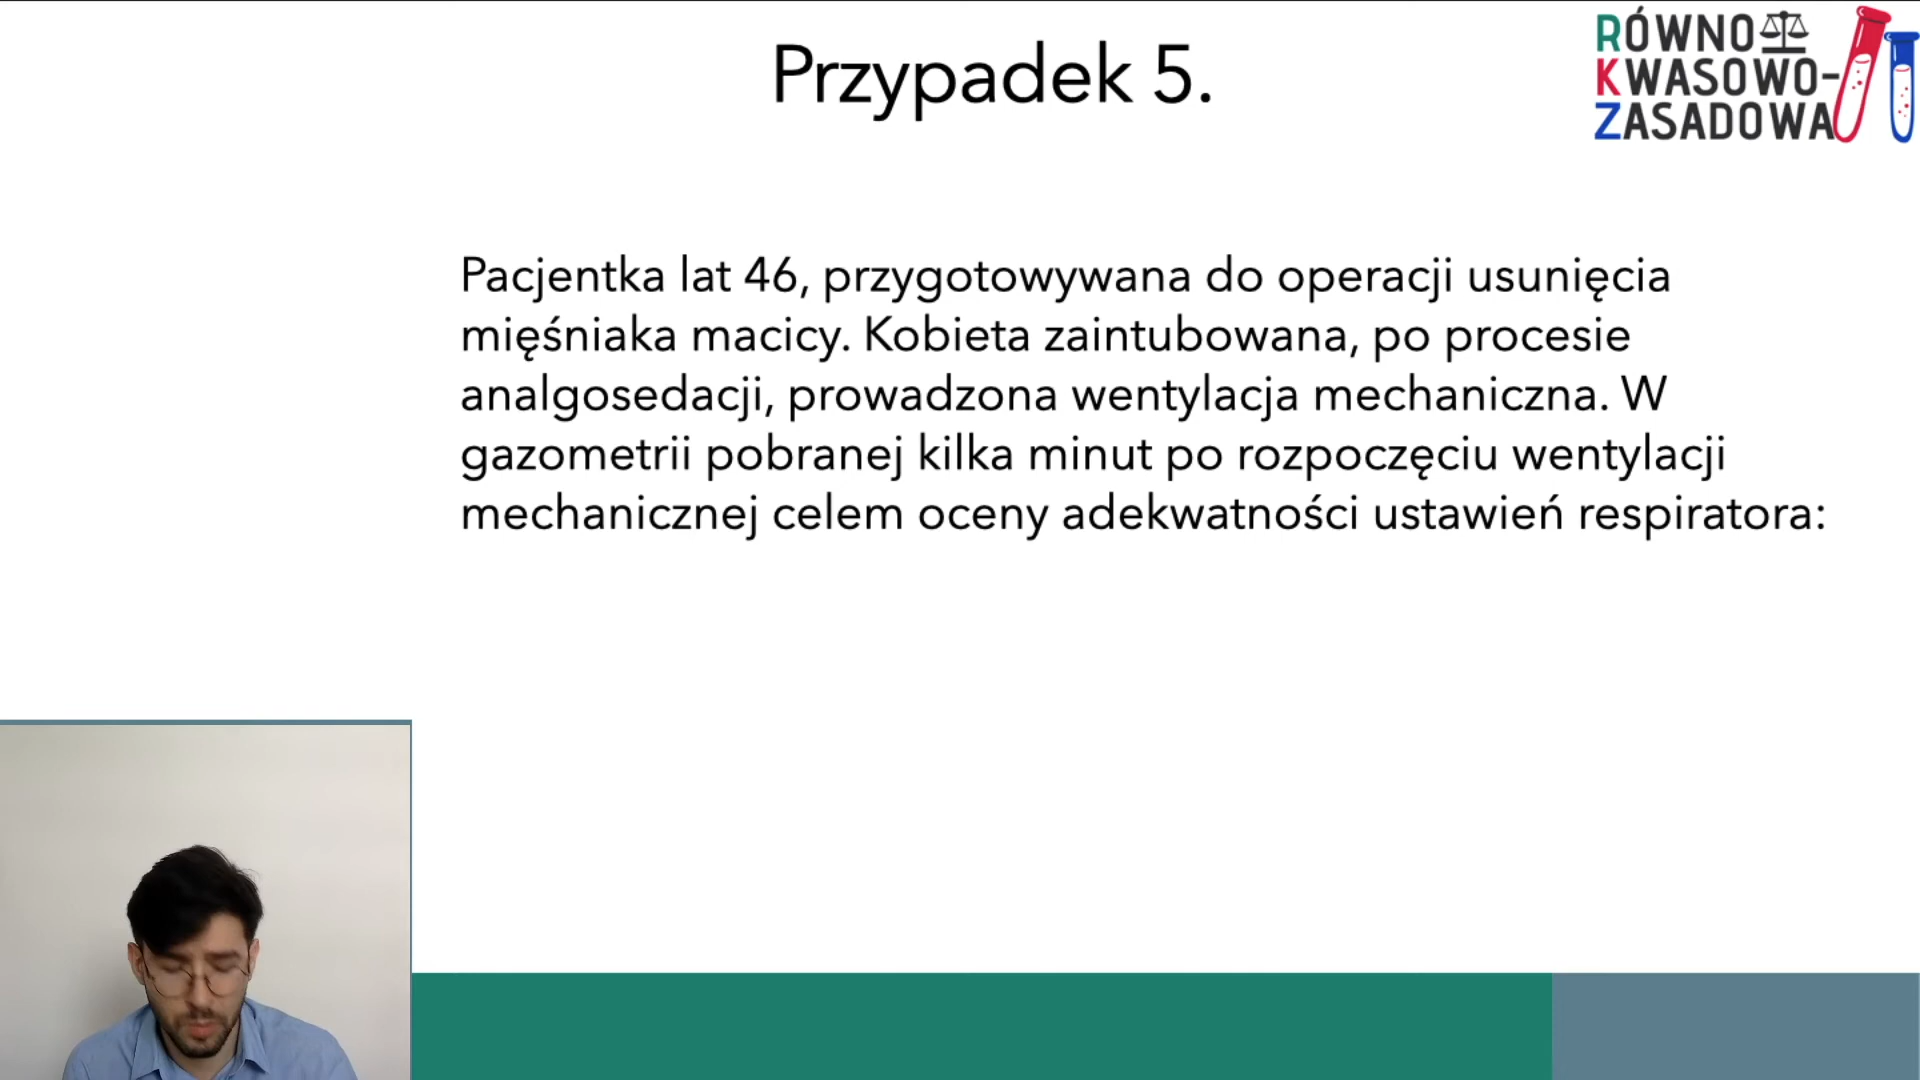 Przypadek 5.
RÓWNO
KWASOWO-
ZASADOWA
Pacjentka lat 46, przygotowywana do operacji usunięcia
mięśniaka macicy. Kobieta zaintubowana, po procesie
analgosedacji, prowadzona wentylacja mechaniczna. W
gazometrii pobranej kilka minut po rozpoczęciu wentylacji
mechanicznej celem oceny adekwatności ustawień respiratora: